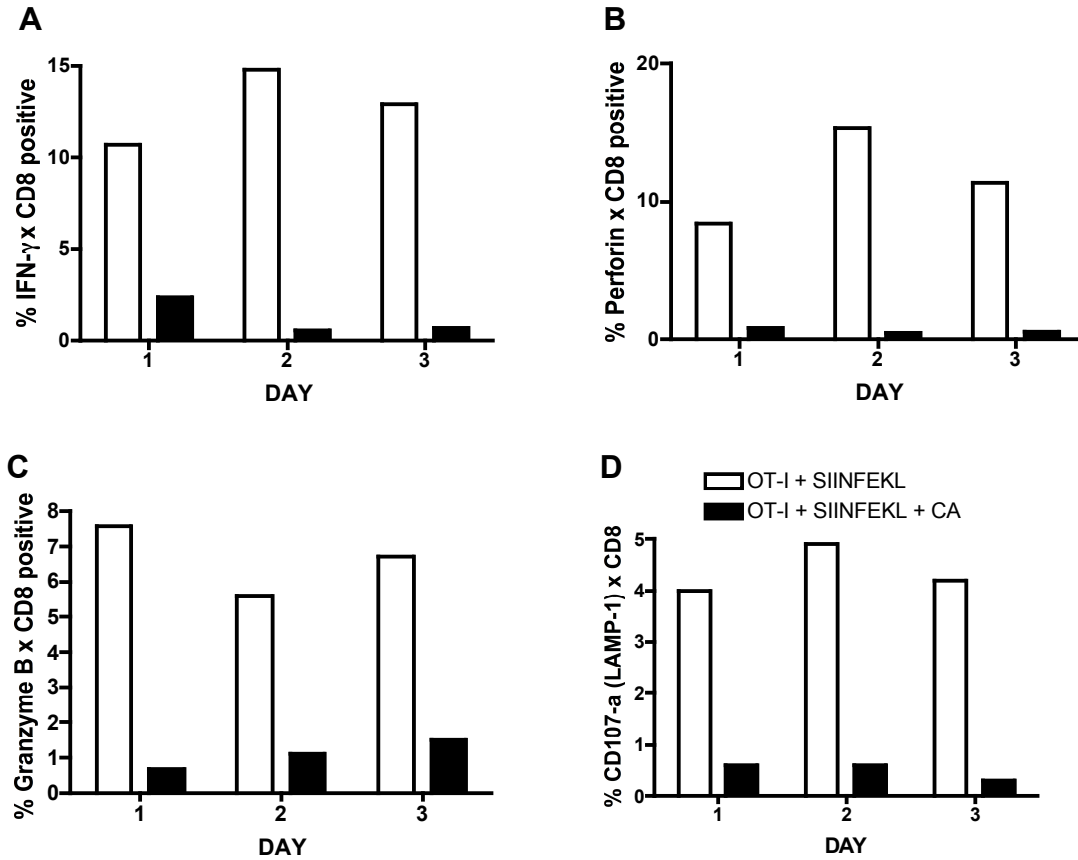 A
% IFN-γ x CD8 positive
15
10
5
0
1 2 3
DAY
B
% Perforin x CD8 positive
20
10
0
1 2 3
DAY
C
% Granzyme B x CD8 positive
8
7
6
5
4
3
2
1
0
1 2 3
DAY
D
OT-I + SIINFEKL
OT-I + SIINFEKL + CA
% CD107-a (LAMP-1) x CD8
5
4
3
2
1
0
1 2 3
DAY